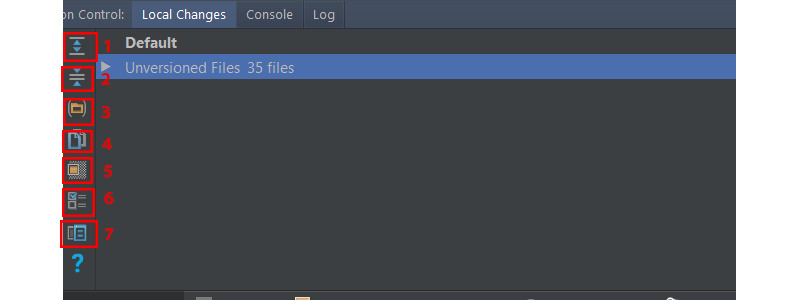 on Control: Local Changes Console Log
1 Default
2 Unversioned Files 35 files
3
4
5
6
7
?